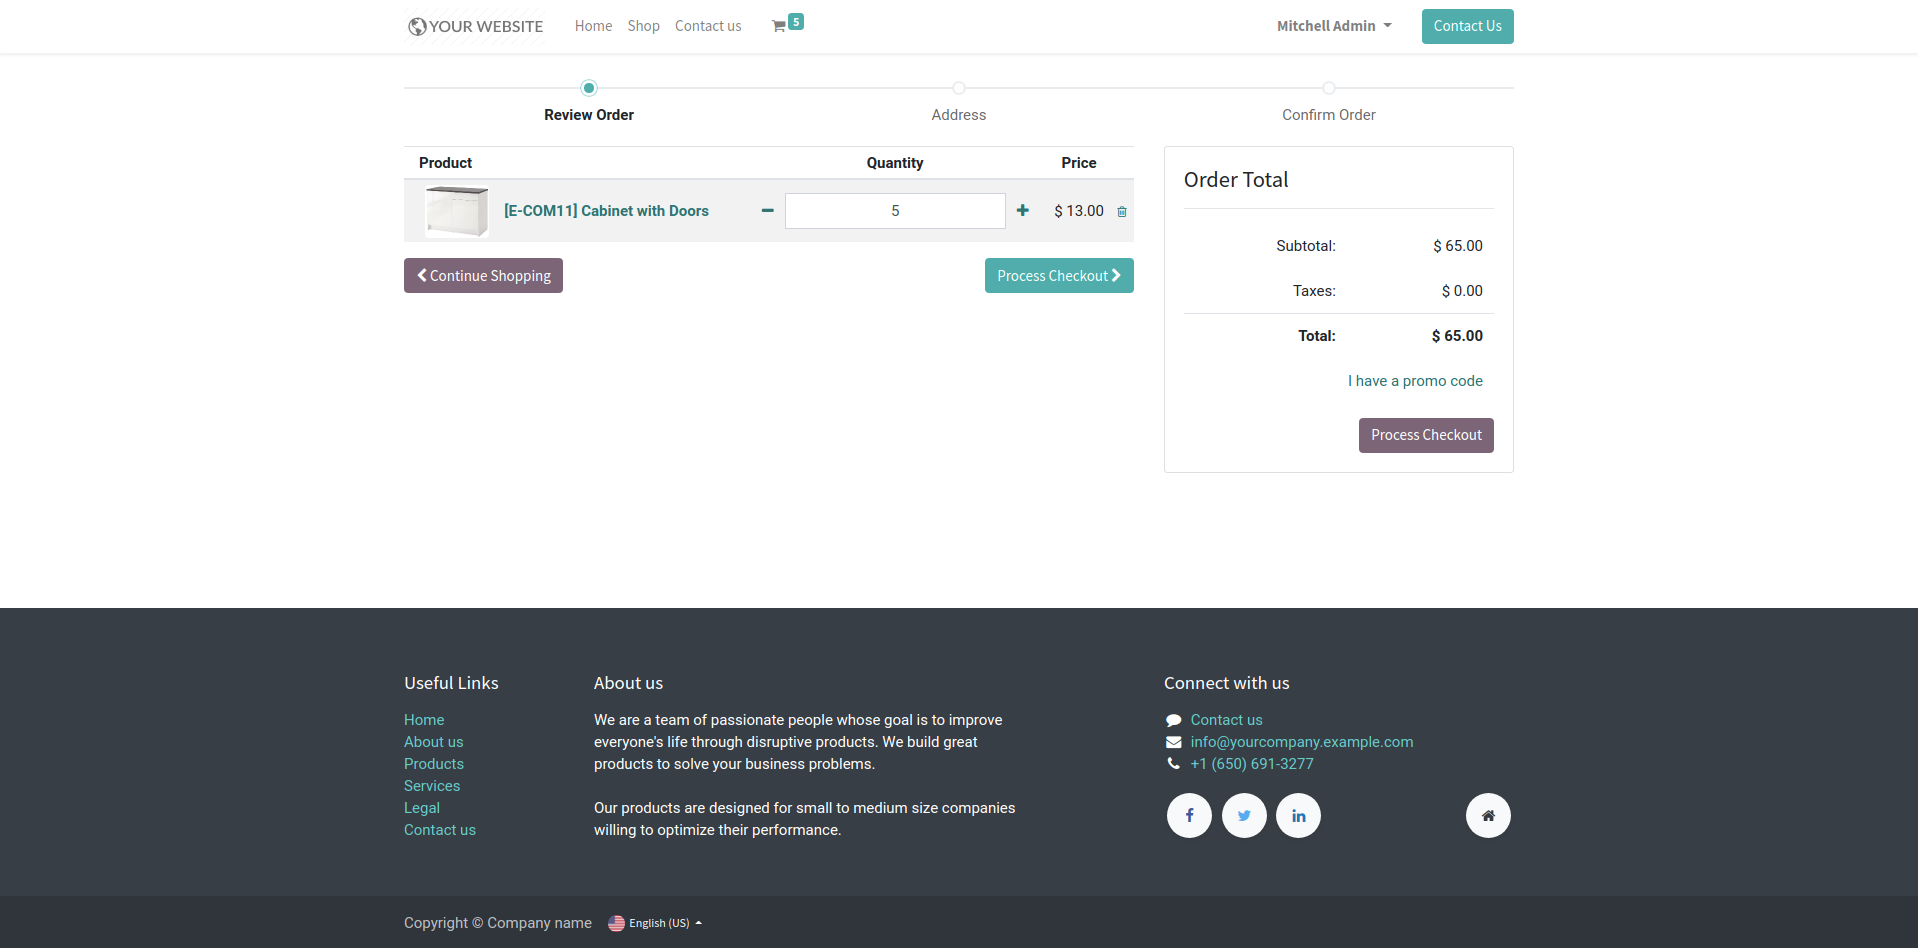 YOUR WEBSITE Home Shop Contact us 5 Mitchell Admin Contact Us
Review Order Address Confirm Order
Product Quantity Price
[E-COM11] Cabinet with Doors 5 $ 13.00
Continue Shopping Process Checkout
Order Total
Subtotal: $ 65.00
Taxes: $ 0.00
Total: $ 65.00
I have a promo code
Process Checkout
Useful Links
Home
About us
Products
Services
Legal
Contact us
About us
We are a team of passionate people whose goal is to improve
everyone's life through disruptive products. We build great
products to solve your business problems.
Our products are designed for small to medium size companies
willing to optimize their performance.
Connect with us
Contact us
info@yourcompany.example.com
+1 (650) 691-3277
Copyright © Company name English (US)